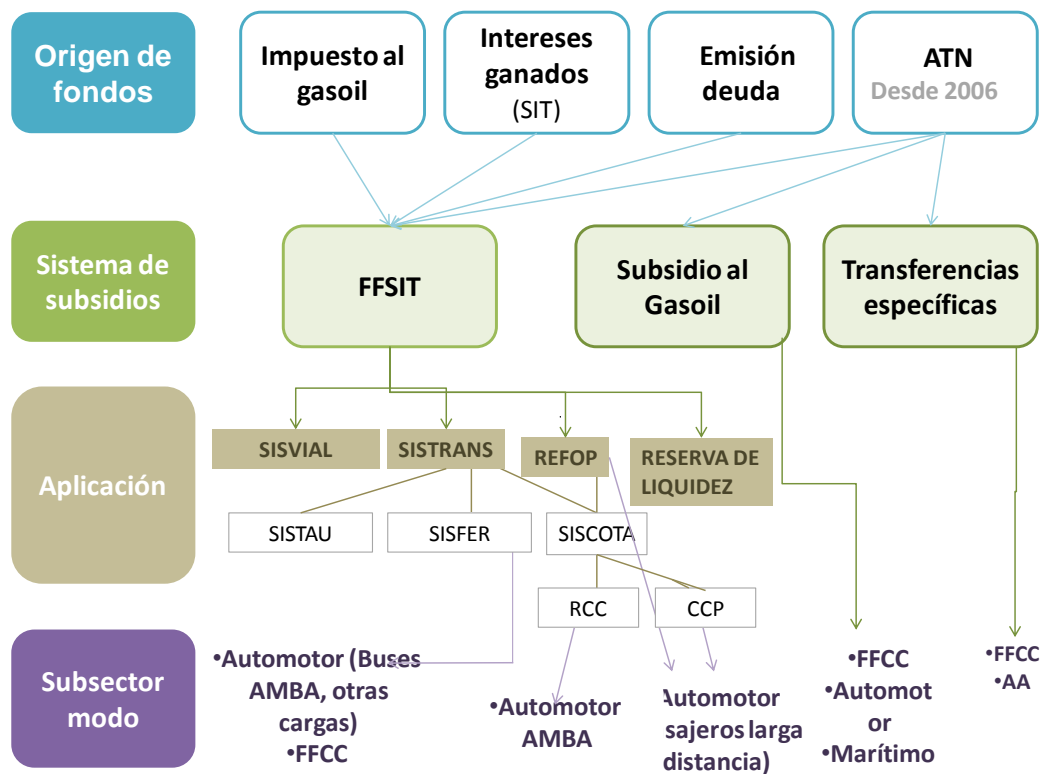 Origen de
fondos
Impuesto al
gasoil
Intereses
ganados
(SIT)
Emisión
deuda
ATN
Desde 2006
Sistema de
subsidios
FFSIT
Subsidio al
Gasoil
Transferencias
específicas
Aplicación
SISVIAL
SISTRANS
REFOP
RESERVA DE
LIQUIDEZ
SISTAU
SISFER
SISCOTA
RCC
CCP
Subsector
modo
•Automotor (Buses
AMBA, otras
cargas)
•FFCC
•Automotor
AMBA
Automotor
sajeros larga
distancia)
•FFCC
•Automot
or
•Marítimo
•FFCC
•AA